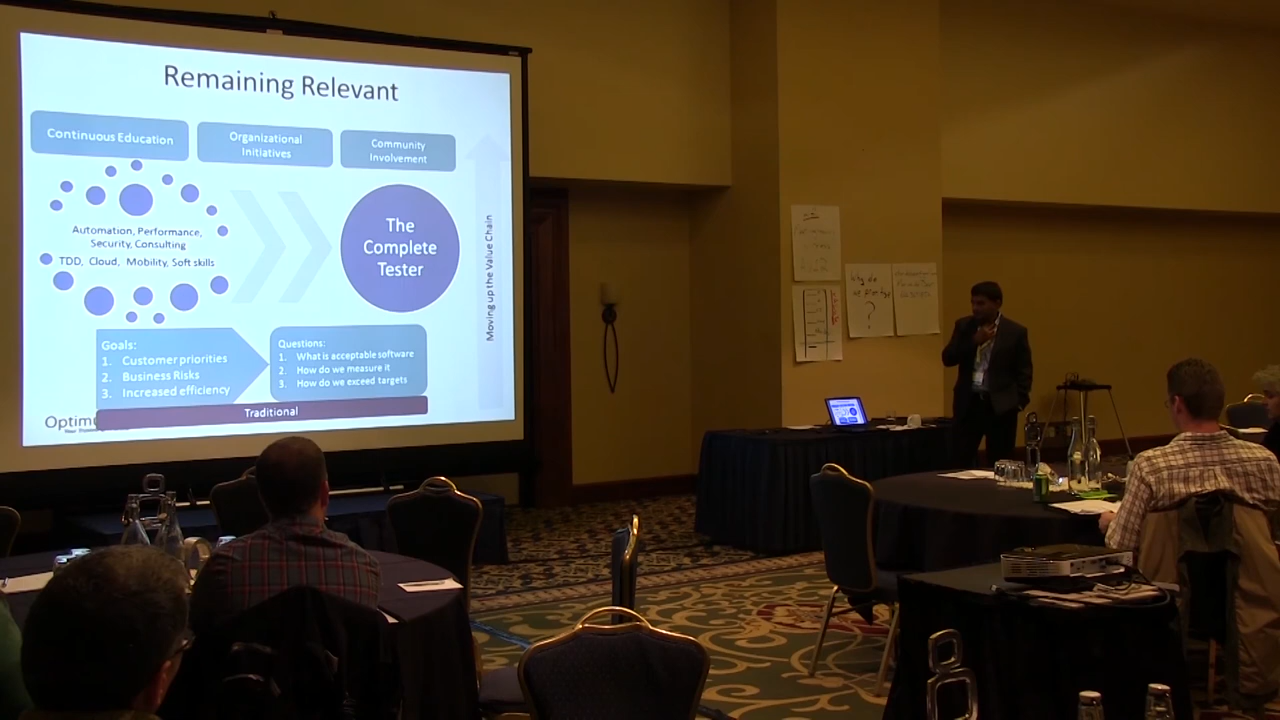 Remaining Relevant
Continuous Education
Organizational
Initiatives
Community
Involvement
Automation, Performance,
Security, Consulting
TDD, Cloud, Mobility, Soft skills
The
Complete
Tester
Moving up the Value Chain
Goals:
1. Customer priorities
2. Business Risks
3. Increased efficiency
Questions:
1. What is acceptable software
2. How do we measure it
3. How do we exceed targets
Traditional
Why do
?